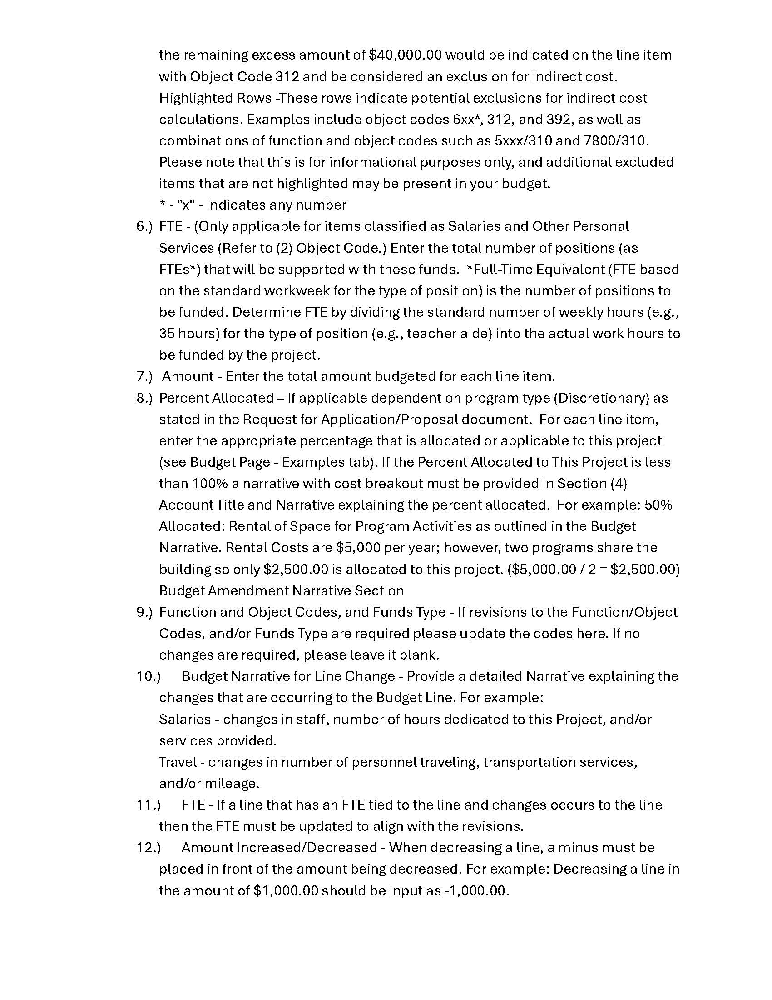 the remaining excess amount of $40,000.00 would be indicated on the line item
with Object Code 312 and be considered an exclusion for indirect cost.
Highlighted Rows -These rows indicate potential exclusions for indirect cost
calculations. Examples include object codes 6xx*, 312, and 392, as well as
combinations of function and object codes such as 5xxx/310 and 7800/310.
Please note that this is for informational purposes only, and additional excluded
items that are not highlighted may be present in your budget.
* - "x" - indicates any number
6.) FTE - (Only applicable for items classified as Salaries and Other Personal
Services (Refer to (2) Object Code.) Enter the total number of positions (as
FTEs*) that will be supported with these funds.  *Full-Time Equivalent (FTE based
on the standard workweek for the type of position) is the number of positions to
be funded. Determine FTE by dividing the standard number of weekly hours (e.g.,
35 hours) for the type of position (e.g., teacher aide) into the actual work hours to
be funded by the project.
7.) Amount - Enter the total amount budgeted for each line item.
8.) Percent Allocated – If applicable dependent on program type (Discretionary) as
stated in the Request for Application/Proposal document.  For each line item,
enter the appropriate percentage that is allocated or applicable to this project
(see Budget Page - Examples tab). If the Percent Allocated to This Project is less
than 100% a narrative with cost breakout must be provided in Section (4)
Account Title and Narrative explaining the percent allocated.  For example: 50%
Allocated: Rental of Space for Program Activities as outlined in the Budget
Narrative. Rental Costs are $5,000 per year; however, two programs share the
building so only $2,500.00 is allocated to this project. ($5,000.00 / 2 = $2,500.00)
Budget Amendment Narrative Section
9.) Function and Object Codes, and Funds Type - If revisions to the Function/Object
Codes, and/or Funds Type are required please update the codes here. If no
changes are required, please leave it blank.
10.) Budget Narrative for Line Change - Provide a detailed Narrative explaining the
changes that are occurring to the Budget Line. For example:
Salaries - changes in staff, number of hours dedicated to this Project, and/or
services provided.
Travel - changes in number of personnel traveling, transportation services,
and/or mileage.
11.) FTE - If a line that has an FTE tied to the line and changes occurs to the line
then the FTE must be updated to align with the revisions.
12.) Amount Increased/Decreased - When decreasing a line, a minus must be
placed in front of the amount being decreased. For example: Decreasing a line in
the amount of $1,000.00 should be input as -1,000.00.